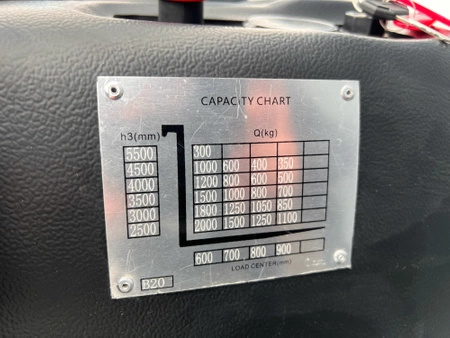 CAPACITY CHART
h3(mm) Q(kg)
5500 300
4500 1000 600 400 350
4000 1200 800 600 500
3500 1500 1000 800 700
3000 1800 1250 1050 850
2500 2000 1500 1250 1100
600 700 800 900
LOAD CENTER(mm)
B20